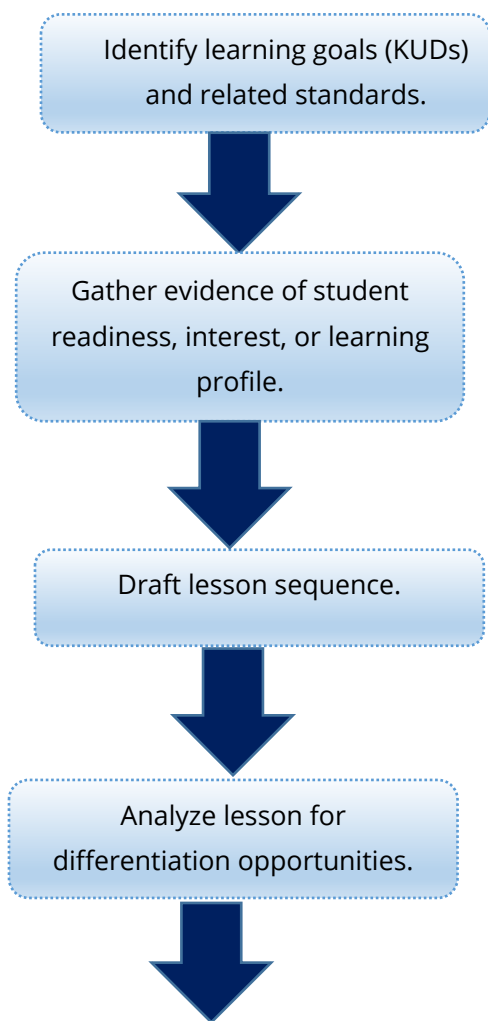 Identify learning goals (KUDs)
and related standards.
Gather evidence of student
readiness, interest, or learning
profile.
Draft lesson sequence.
Analyze lesson for
differentiation opportunities.